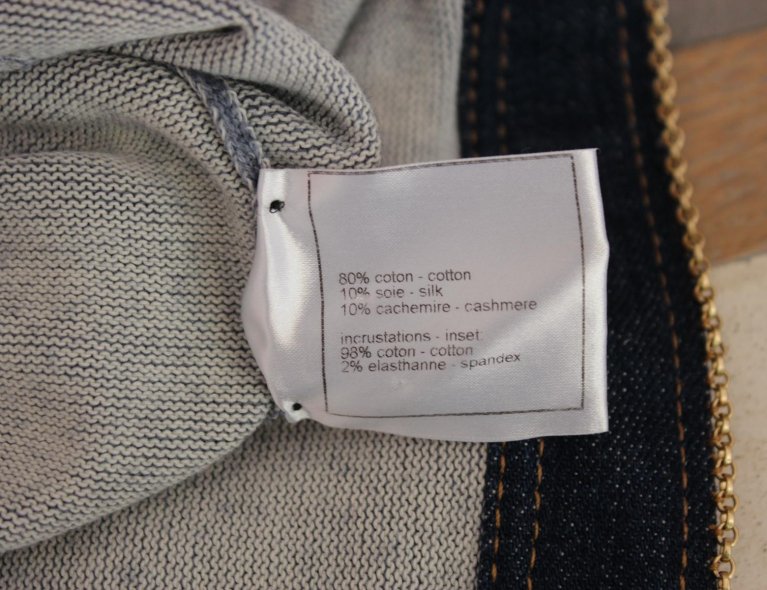 80% coton - cotton
10% soie - silk
10% cachemire - cashmere
incrustations - inset:
98% coton - cotton
2% elasthanne - spandex